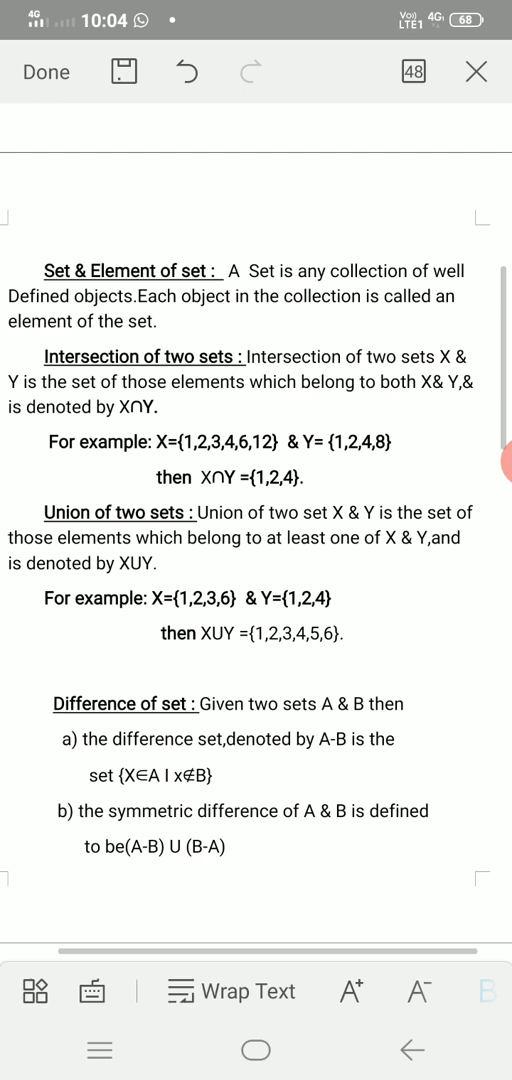 4G 10:04 Vo)) LTE1 4G 68
Done 48
Set & Element of set : A Set is any collection of well
Defined objects.Each object in the collection is called an
element of the set.
Intersection of two sets : Intersection of two sets X &
Y is the set of those elements which belong to both X& Y,&
is denoted by X∩Y.
For example: X={1,2,3,4,6,12} & Y= {1,2,4,8}
then X∩Y ={1,2,4}.
Union of two sets : Union of two set X & Y is the set of
those elements which belong to at least one of X & Y,and
is denoted by XUY.
For example: X={1,2,3,6} & Y={1,2,4}
then XUY ={1,2,3,4,5,6}.
Difference of set : Given two sets A & B then
a) the difference set,denoted by A-B is the
set {X∈A I x∉B}
b) the symmetric difference of A & B is defined
to be(A-B) U (B-A)
Wrap Text A+ A- B